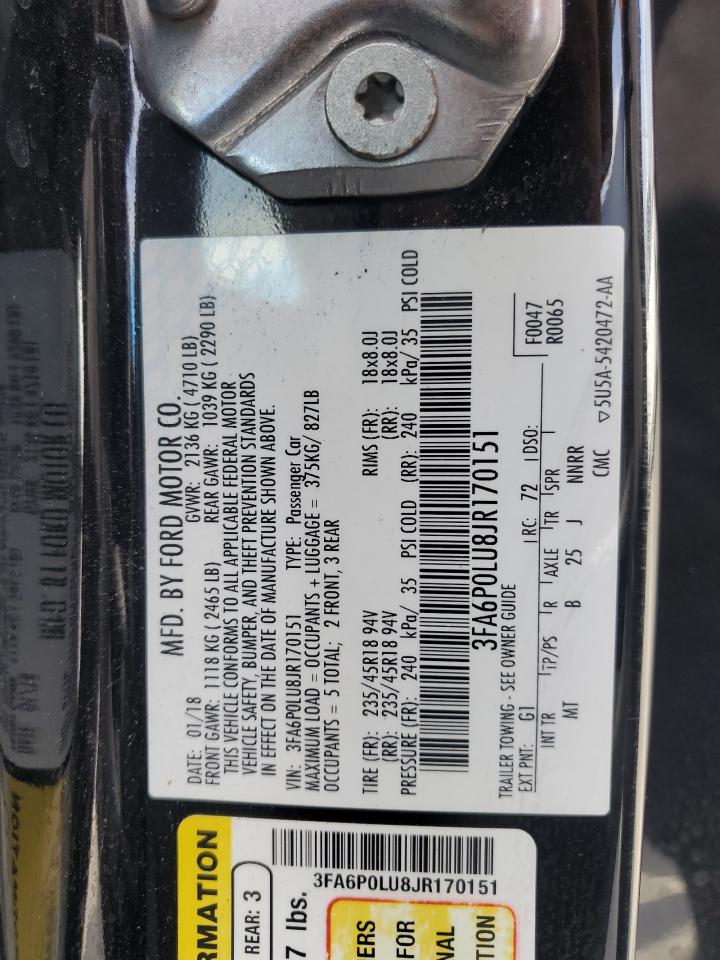 MFD. BY FORD MOTOR CO.
DATE: 01/18 GVWR: 2136 KG ( 4710 LB)
FRONT GAWR: 1118 KG ( 2465 LB) REAR GAWR: 1039 KG ( 2290 LB)
THIS VEHICLE CONFORMS TO ALL APPLICABLE FEDERAL MOTOR
VEHICLE SAFETY, BUMPER, AND THEFT PREVENTION STANDARDS
IN EFFECT ON THE DATE OF MANUFACTURE SHOWN ABOVE.
VIN: 3FA6P0LU8JR170151 TYPE: Passenger Car
MAXIMUM LOAD = OCCUPANTS + LUGGAGE = 375KG/ 827LB
OCCUPANTS = 5 TOTAL; 2 FRONT, 3 REAR
TIRE (FR): 235/45R18 94V RIMS (FR): 18x8.0J
(RR): 235/45R18 94V (RR): 18x8.0J
PRESSURE (FR): 240 kPa/ 35 PSI COLD (RR): 240 kPa/ 35 PSI COLD
3FA6P0LU8JR170151
TRAILER TOWING - SEE OWNER GUIDE
EXT PNT: G1 RC: 72 DSO: F0047
R0065
INT TR TP/PS R AXLE TR SPR
MT B 25 J NNRR
CMC ▽5U5A-5420472-AA
RMATION
REAR: 3
7 lbs.
3FA6P0LU8JR170151
ERS
FOR
NAL
TION